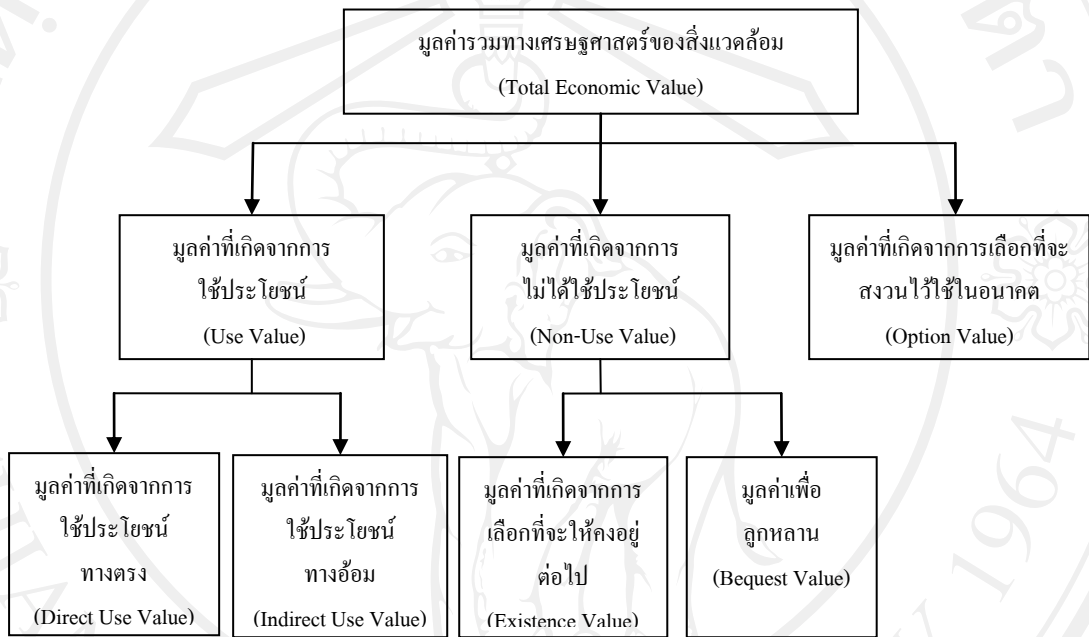 มูลค่ารวมทางเศรษฐศาสตร์ของสิ่งแวดล้อม
(Total Economic Value)
มูลค่าที่เกิดจากการ
ใช้ประโยชน์
(Use Value)
มูลค่าที่เกิดจากการ
ไม่ได้ใช้ประโยชน์
(Non-Use Value)
มูลค่าที่เกิดจากการเลือกที่จะ
สงวนไว้ใช้ในอนาคต
(Option Value)
มูลค่าที่เกิดจากการ
ใช้ประโยชน์
ทางตรง
(Direct Use Value)
มูลค่าที่เกิดจากการ
ใช้ประโยชน์
ทางอ้อม
(Indirect Use Value)
มูลค่าที่เกิดจากการ
เลือกที่จะให้คงอยู่
ต่อไป
(Existence Value)
มูลค่าเพื่อ
ลูกหลาน
(Bequest Value)
1964